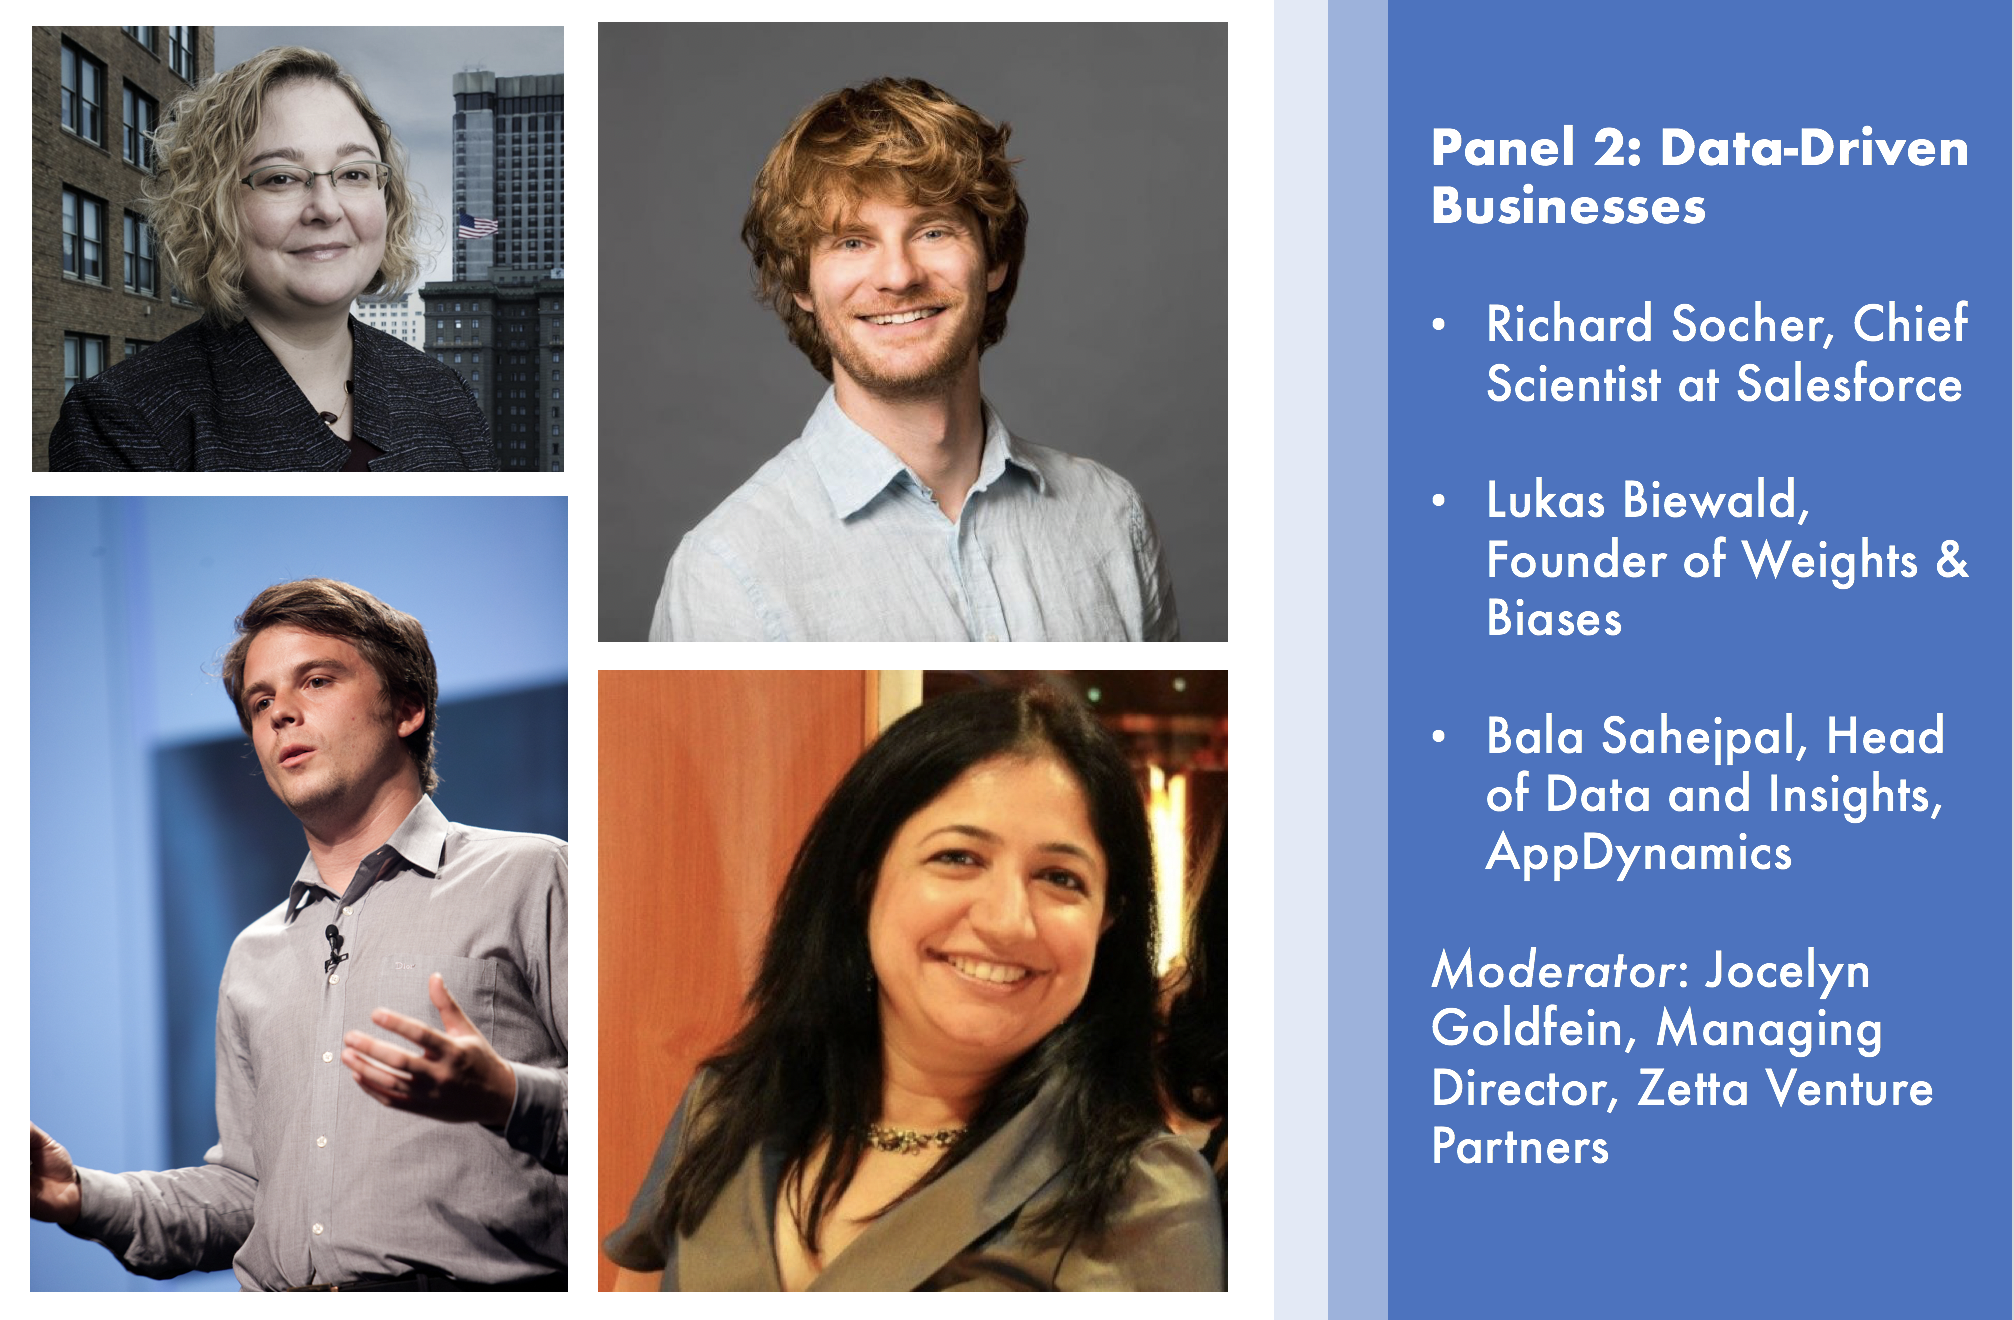 Panel 2: Data-Driven
Businesses
• Richard Socher, Chief
Scientist at Salesforce
• Lukas Biewald,
Founder of Weights &
Biases
• Bala Sahejpal, Head
of Data and Insights,
AppDynamics
Moderator: Jocelyn
Goldfein, Managing
Director, Zetta Venture
Partners